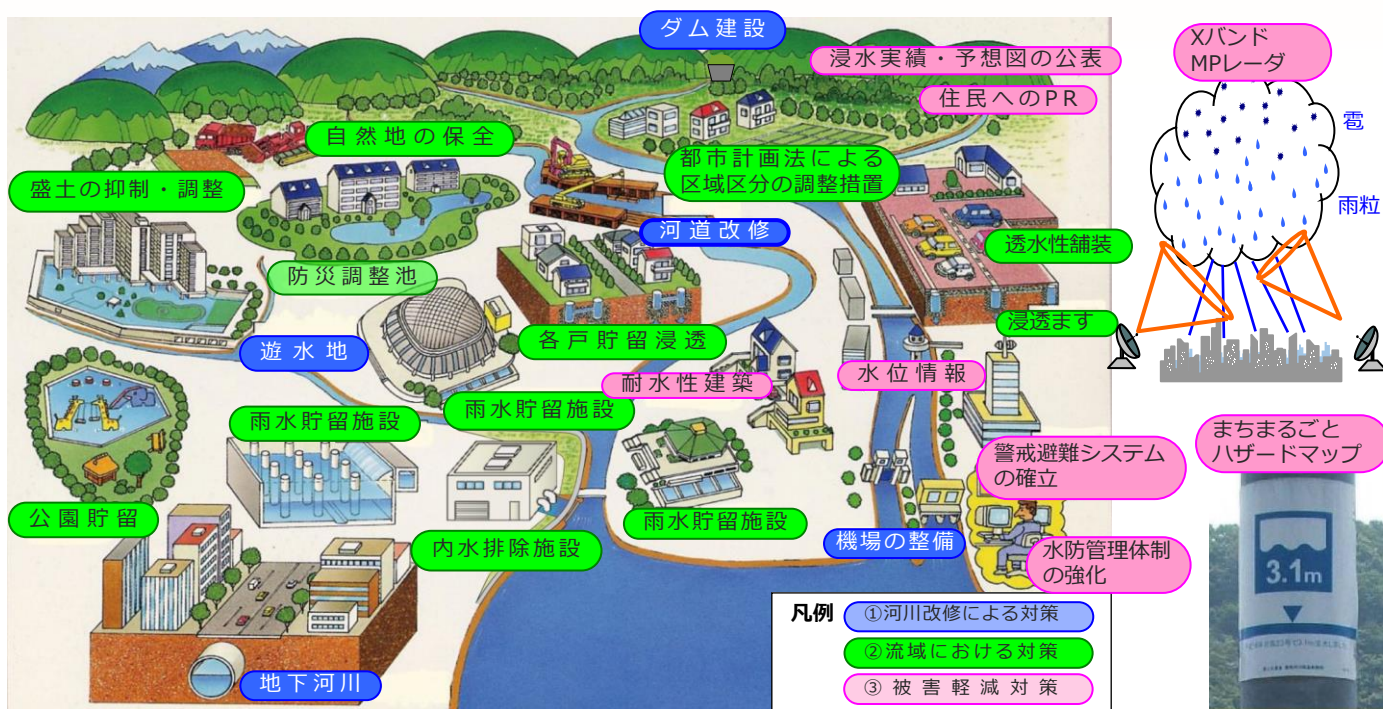 ダム建設
浸水実績・予想図の公表
住民へのPR
Xバンド
MPレーダ
雹
雨粒
自然地の保全
都市計画法による
区域区分の調整措置
盛土の抑制・調整
河道改修
透水性舗装
防災調整池
浸透ます
各戸貯留浸透
遊水地
耐水性建築
水位情報
雨水貯留施設
雨水貯留施設
まちまるごと
ハザードマップ
警戒避難システム
の確立
公園貯留
雨水貯留施設
内水排除施設
機場の整備
水防管理体制
の強化
3.1m
凡例
①河川改修による対策
②流域における対策
③被害軽減対策
地下河川